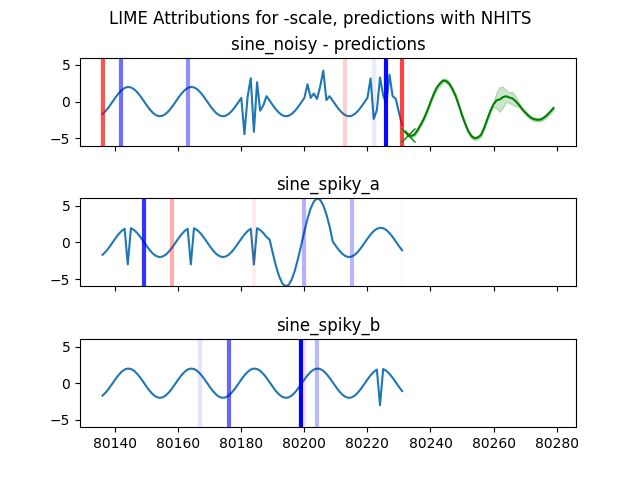 LIME Attributions for -scale, predictions with NHITS
sine_noisy - predictions
5
0
−5
sine_spiky_a
5
0
−5
sine_spiky_b
5
0
−5
80140 80160 80180 80200 80220 80240 80260 80280